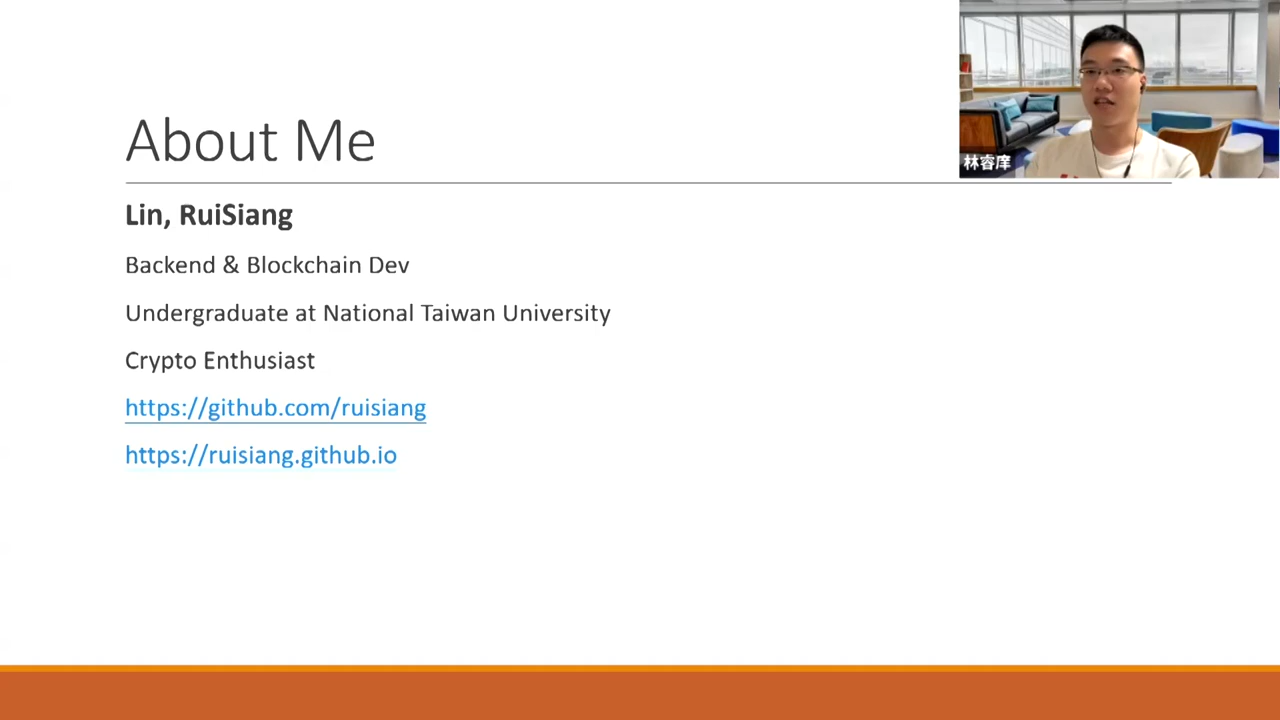 About Me
林睿庠
Lin, RuiSiang
Backend & Blockchain Dev
Undergraduate at National Taiwan University
Crypto Enthusiast
https://github.com/ruisiang
https://ruisiang.github.io